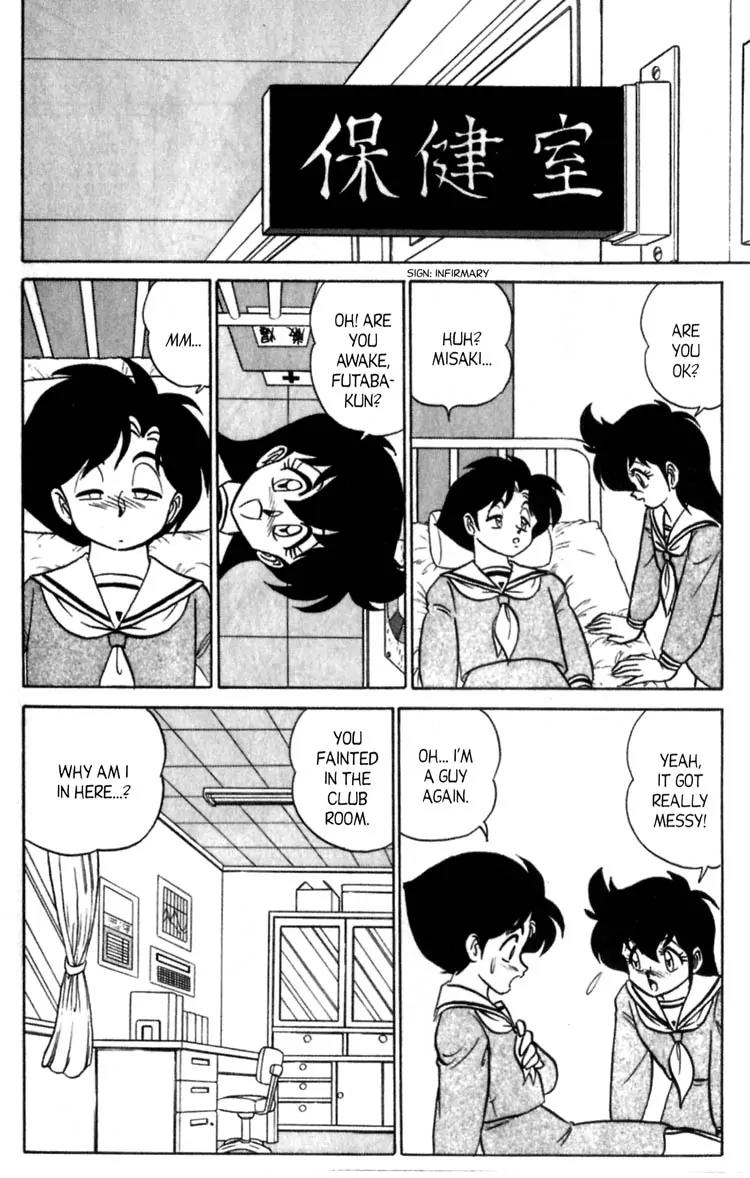 保健室
SIGN: INFIRMARY
MM...
OH! ARE
YOU
AWAKE,
FUTABA-
KUN?
HUH?
MISAKI...
ARE
YOU
OK?
WHY AM I
IN HERE...?
YOU
FAINTED
IN THE
CLUB
ROOM.
OH... I'M
A GUY
AGAIN.
YEAH,
IT GOT
REALLY
MESSY!